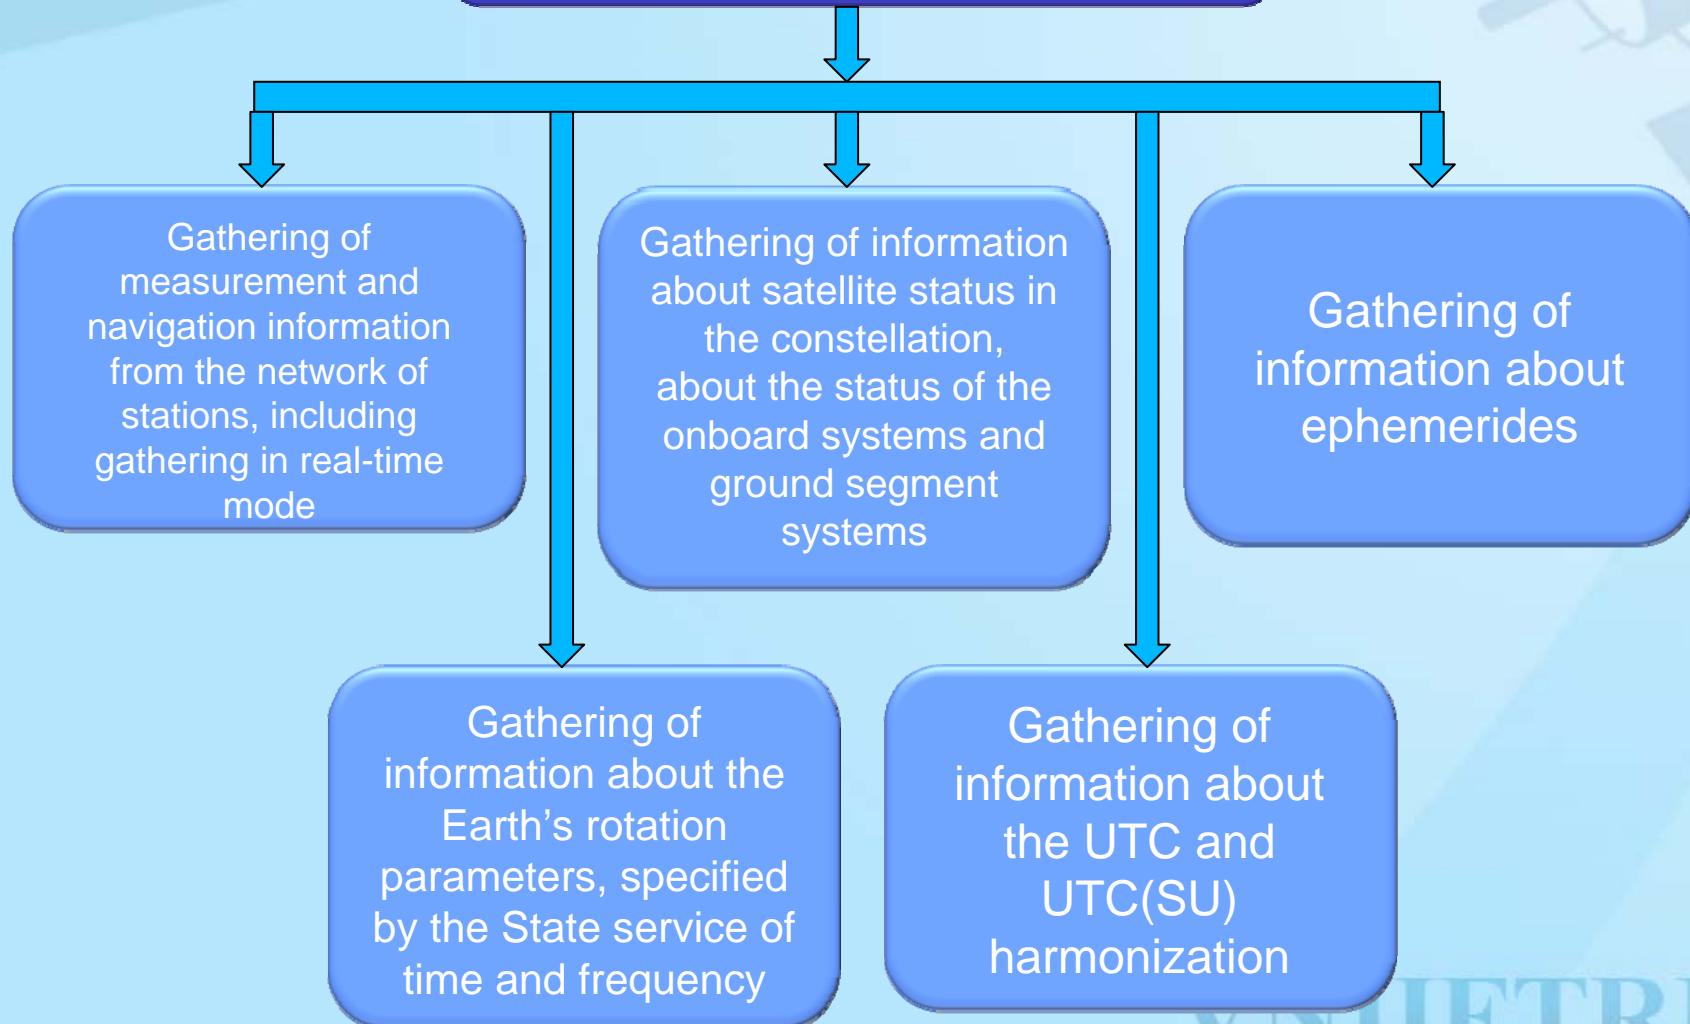 Gathering of
measurement and
navigation information
from the network of
stations, including
gathering in real-time
mode
Gathering of information
about satellite status in
the constellation,
about the status of the
onboard systems and
ground segment
systems
Gathering of
information about
ephemerides
Gathering of
information about the
Earth’s rotation
parameters, specified
by the State service of
time and frequency
Gathering of
information about
the UTC and
UTC(SU)
harmonization